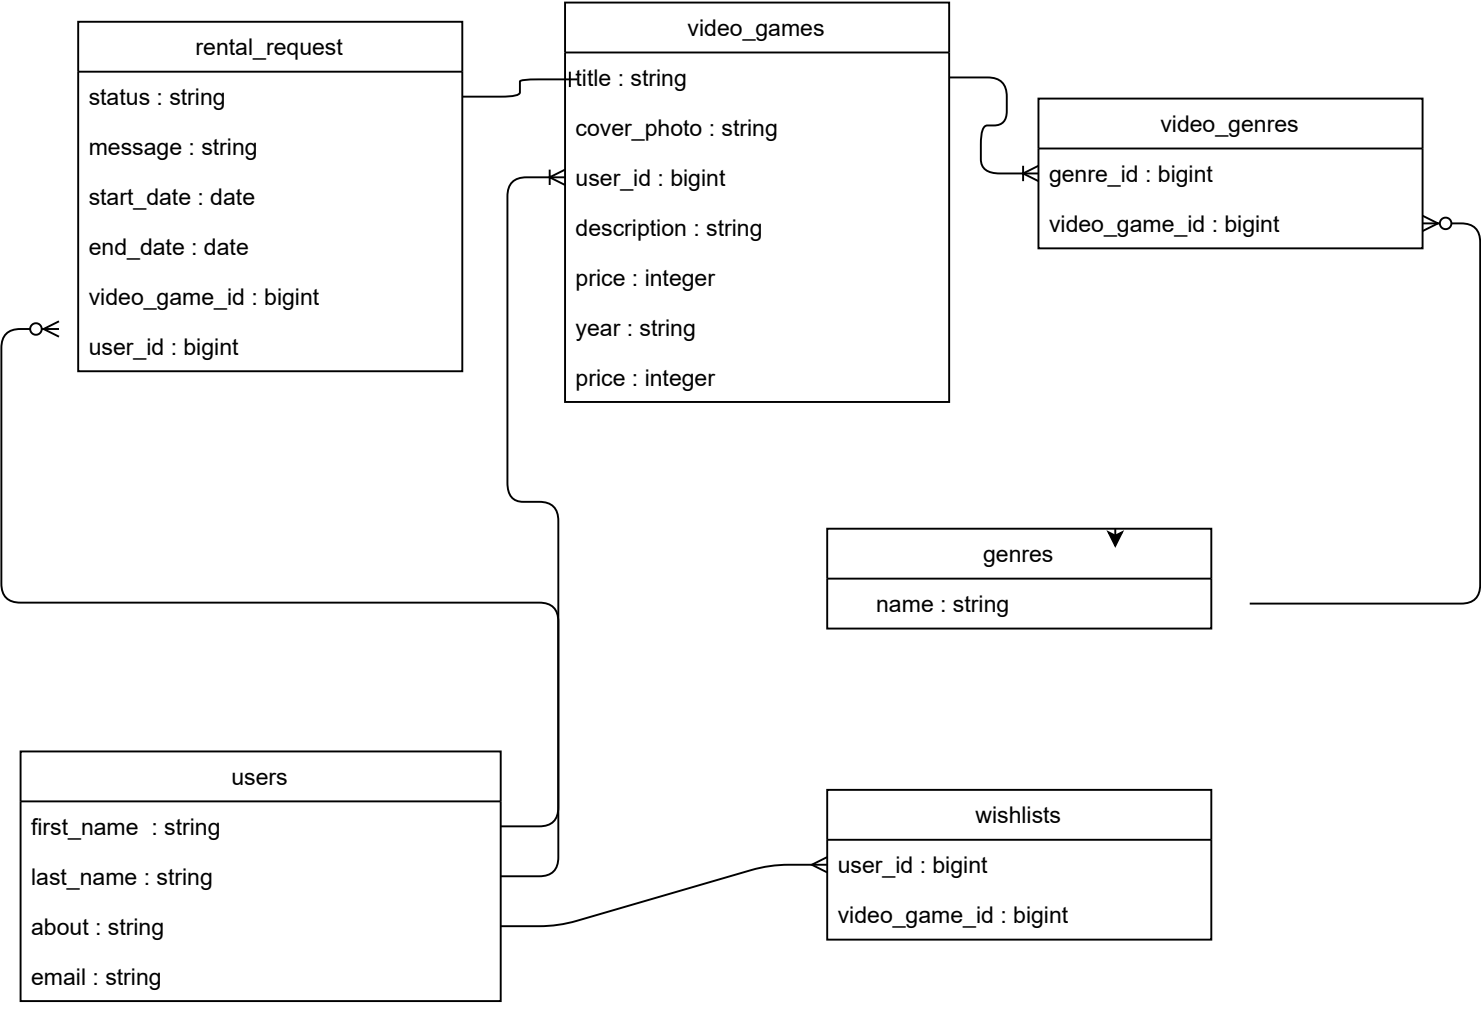 rental_request
status : string
message : string
start_date : date
end_date : date
video_game_id : bigint
user_id : bigint
video_games
title : string
cover_photo : string
user_id : bigint
description : string
price : integer
year : string
price : integer
video_genres
genre_id : bigint
video_game_id : bigint
genres
name : string
users
first_name  : string
last_name : string
about : string
email : string
wishlists
user_id : bigint
video_game_id : bigint